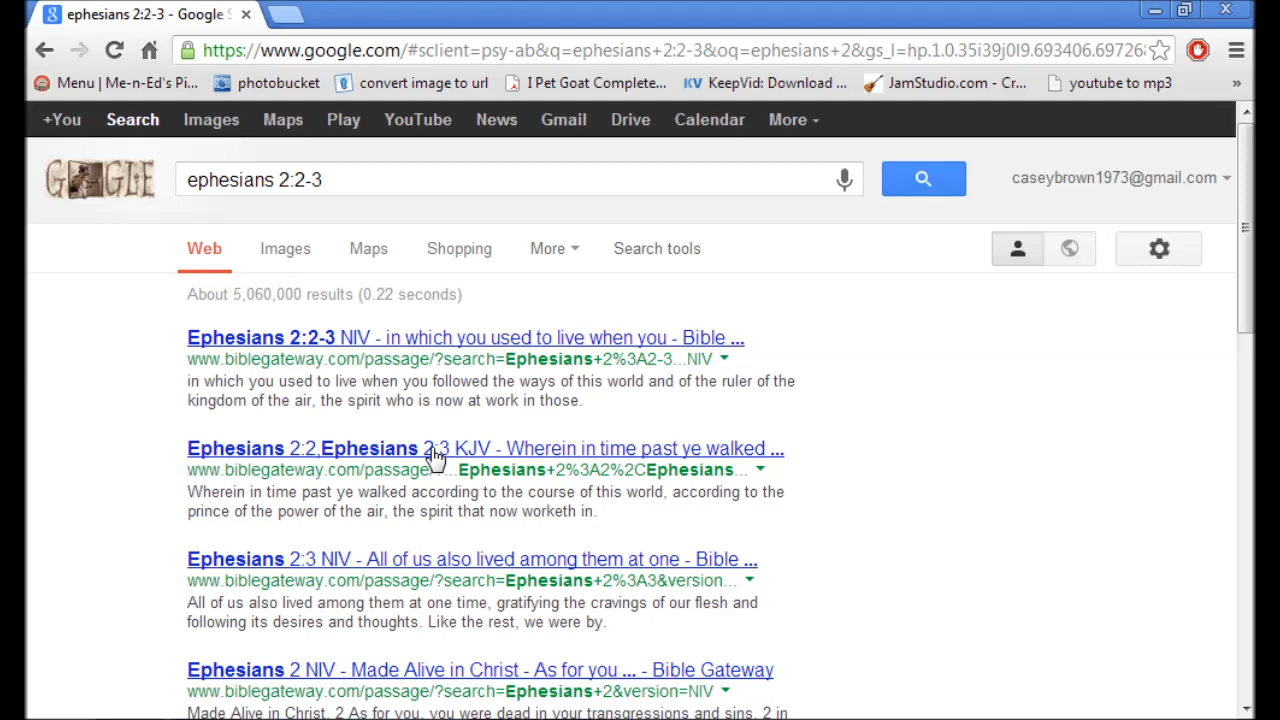 ephesians 2:2-3 - Google S
https://www.google.com/#sclient=psy-ab&q=ephesians+2:2-3&oq=ephesians+2&gs_l=hp.1.0.35i39j0l9.693406.69726
Menu | Me-n-Ed's Pi... photobucket convert image to url I Pet Goat Complete... KV KeepVid: Download ... JamStudio.com - Cr... youtube to mp3 »
+You Search Images Maps Play YouTube News Gmail Drive Calendar More
GOOGLE ephesians 2:2-3 caseybrown1973@gmail.com
Web Images Maps Shopping More Search tools
About 5,060,000 results (0.22 seconds)
Ephesians 2:2-3 NIV - in which you used to live when you - Bible ...
www.biblegateway.com/passage/?search=Ephesians+2%3A2-3...NIV
in which you used to live when you followed the ways of this world and of the ruler of the
kingdom of the air, the spirit who is now at work in those.
Ephesians 2:2,Ephesians 2:3 KJV - Wherein in time past ye walked ...
www.biblegateway.com/passage/...Ephesians+2%3A2%2CEphesians...
Wherein in time past ye walked according to the course of this world, according to the
prince of the power of the air, the spirit that now worketh in.
Ephesians 2:3 NIV - All of us also lived among them at one - Bible ...
www.biblegateway.com/passage/?search=Ephesians+2%3A3&version...
All of us also lived among them at one time, gratifying the cravings of our flesh and
following its desires and thoughts. Like the rest, we were by.
Ephesians 2 NIV - Made Alive in Christ - As for you ... - Bible Gateway
www.biblegateway.com/passage/?search=Ephesians+2&version=NIV
Made Alive in Christ. 2 As for you, you were dead in your transgressions and sins, 2 in